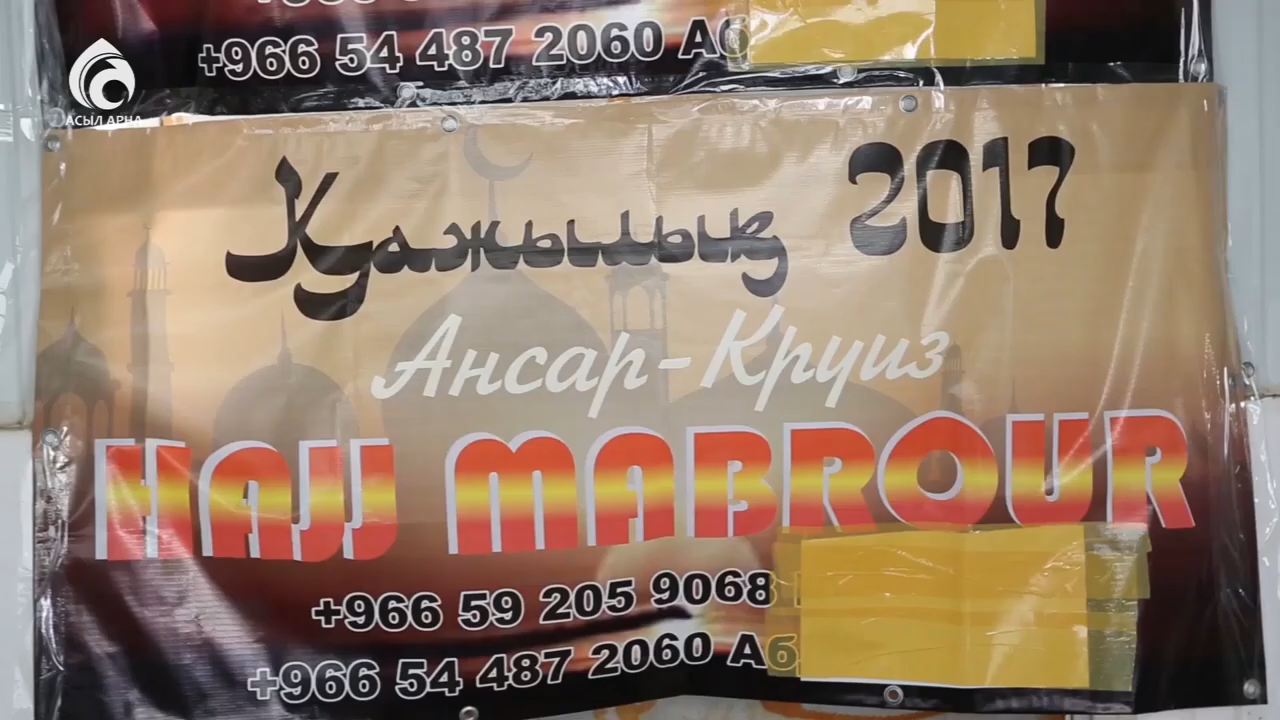 +966 54 487 2060 Аб
АСЫЛ АРНА
Қажылық 2017
Ансар-Круиз
HAJJ MABROUR
+966 59 205 9068
+966 54 487 2060 Аб